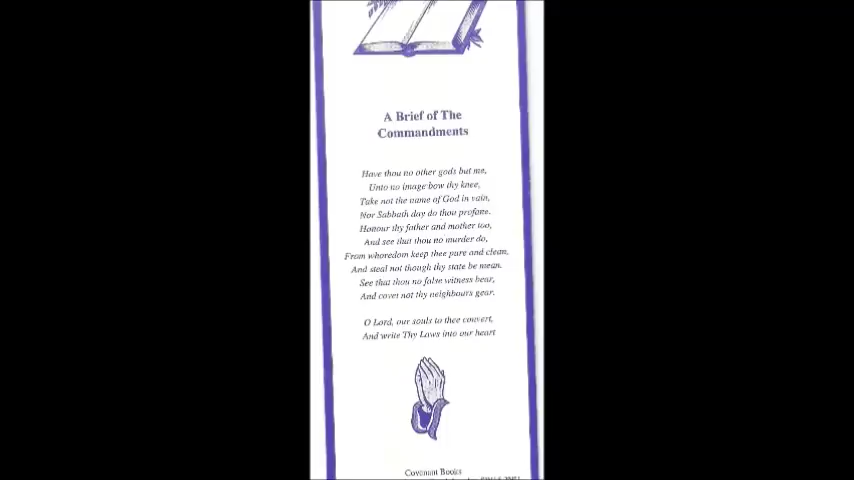 A Brief of The
Commandments
Have thou no other gods but me,
Unto no image bow thy knee,
Take not the name of God in vain,
Nor Sabbath day do thou profane.
Honour thy father and mother too,
And see that thou no murder do,
From whoredom keep thee pure and clean,
And steal not though thy state be mean.
See that thou no false witness bear,
And covet not thy neighbours gear.
O Lord, our souls to thee convert,
And write Thy Laws into our heart
Covenant Books